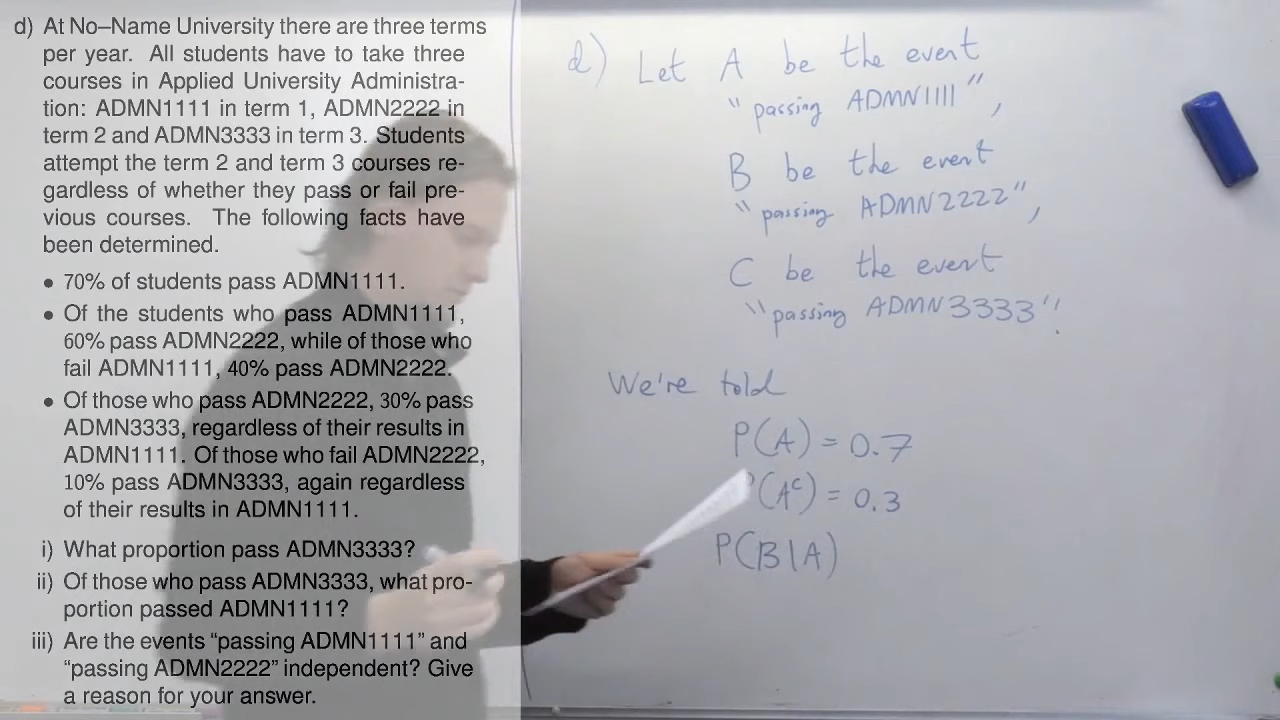 d) At No–Name University there are three terms
per year. All students have to take three
courses in Applied University Administra-
tion: ADMN1111 in term 1, ADMN2222 in
term 2 and ADMN3333 in term 3. Students
attempt the term 2 and term 3 courses re-
gardless of whether they pass or fail pre-
vious courses. The following facts have
been determined.
• 70% of students pass ADMN1111.
• Of the students who pass ADMN1111,
60% pass ADMN2222, while of those who
fail ADMN1111, 40% pass ADMN2222.
• Of those who pass ADMN2222, 30% pass
ADMN3333, regardless of their results in
ADMN1111. Of those who fail ADMN2222,
10% pass ADMN3333, again regardless
of their results in ADMN1111.
i) What proportion pass ADMN3333?
ii) Of those who pass ADMN3333, what pro-
portion passed ADMN1111?
iii) Are the events “passing ADMN1111” and
“passing ADMN2222” independent? Give
a reason for your answer.
d) Let A be the event
"passing ADMN1111",
B be the event
"passing ADMN2222",
C be the event
"passing ADMN3333".
We're told
P(A) = 0.7
P(Aᶜ) = 0.3
P(B|A)